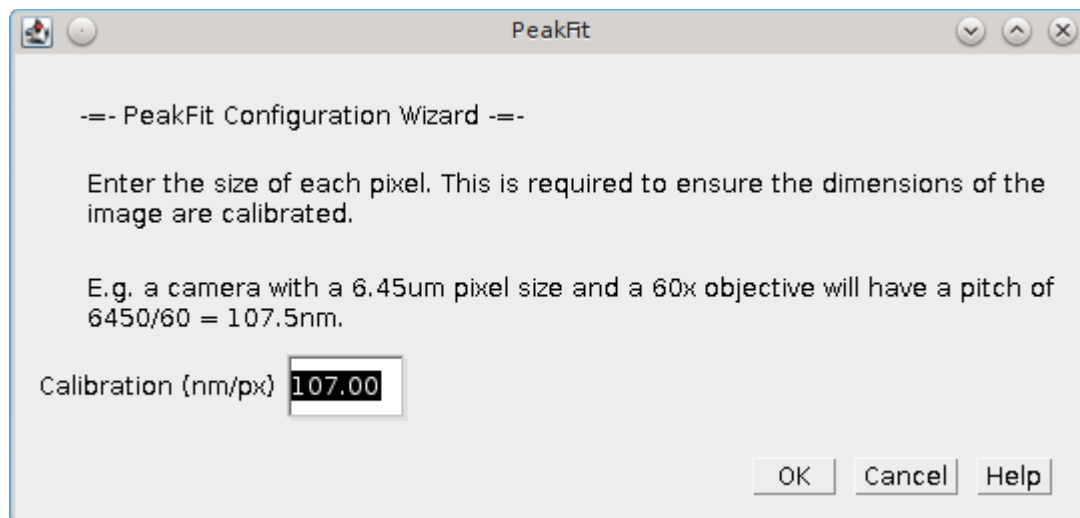 PeakFit
-=- PeakFit Configuration Wizard -=-
Enter the size of each pixel. This is required to ensure the dimensions of the
image are calibrated.
E.g. a camera with a 6.45um pixel size and a 60x objective will have a pitch of
6450/60 = 107.5nm.
Calibration (nm/px) 107.00
OK Cancel Help